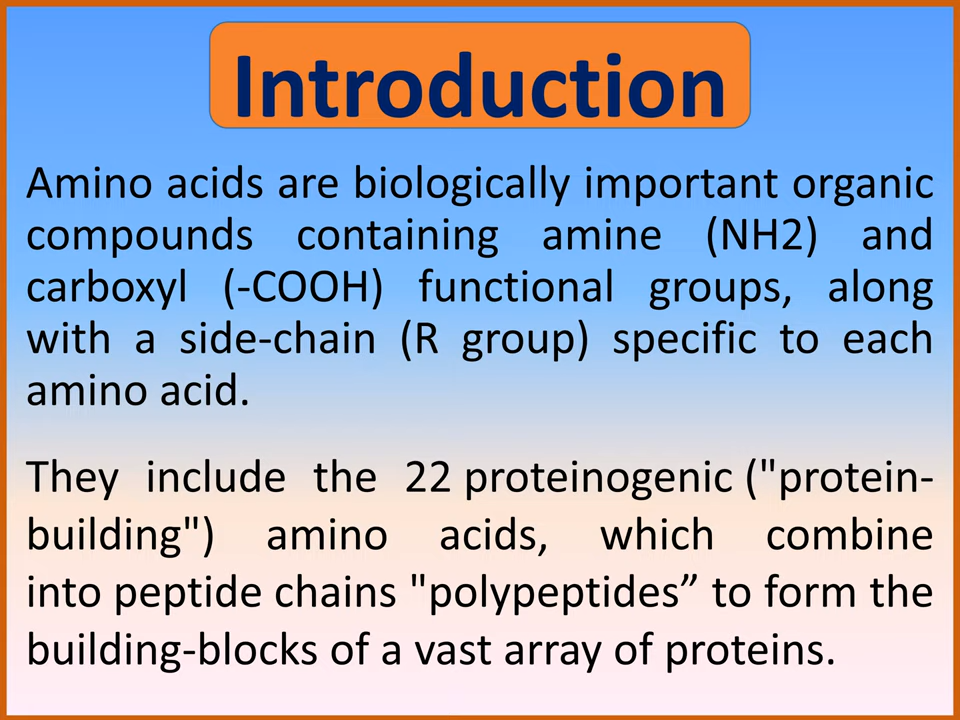 Introduction
Amino acids are biologically important organic
compounds containing amine (NH2) and
carboxyl (-COOH) functional groups, along
with a side-chain (R group) specific to each
amino acid.
They include the 22 proteinogenic ("protein-
building") amino acids, which combine
into peptide chains "polypeptides” to form the
building-blocks of a vast array of proteins.